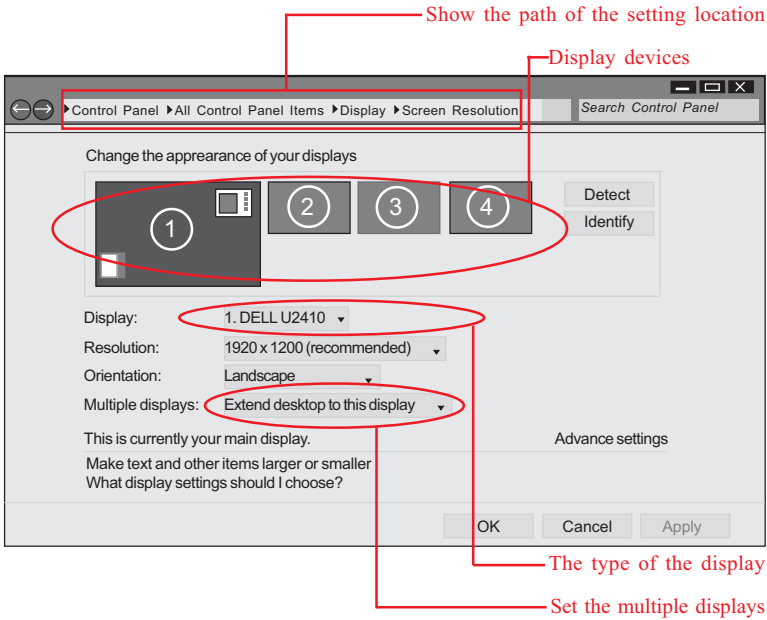 Show the path of the setting location
Display devices
Control Panel All Control Panel Items Display Screen Resolution
Search Control Panel
Change the apprearance of your displays
1
2
3
4
Detect
Identify
Display:
1. DELL U2410
Resolution:
1920 x 1200 (recommended)
Orientation:
Landscape
Multiple displays:
Extend desktop to this display
This is currently your main display.
Advance settings
Make text and other items larger or smaller
What display settings should I choose?
OK
Cancel
Apply
The type of the display
Set the multiple displays